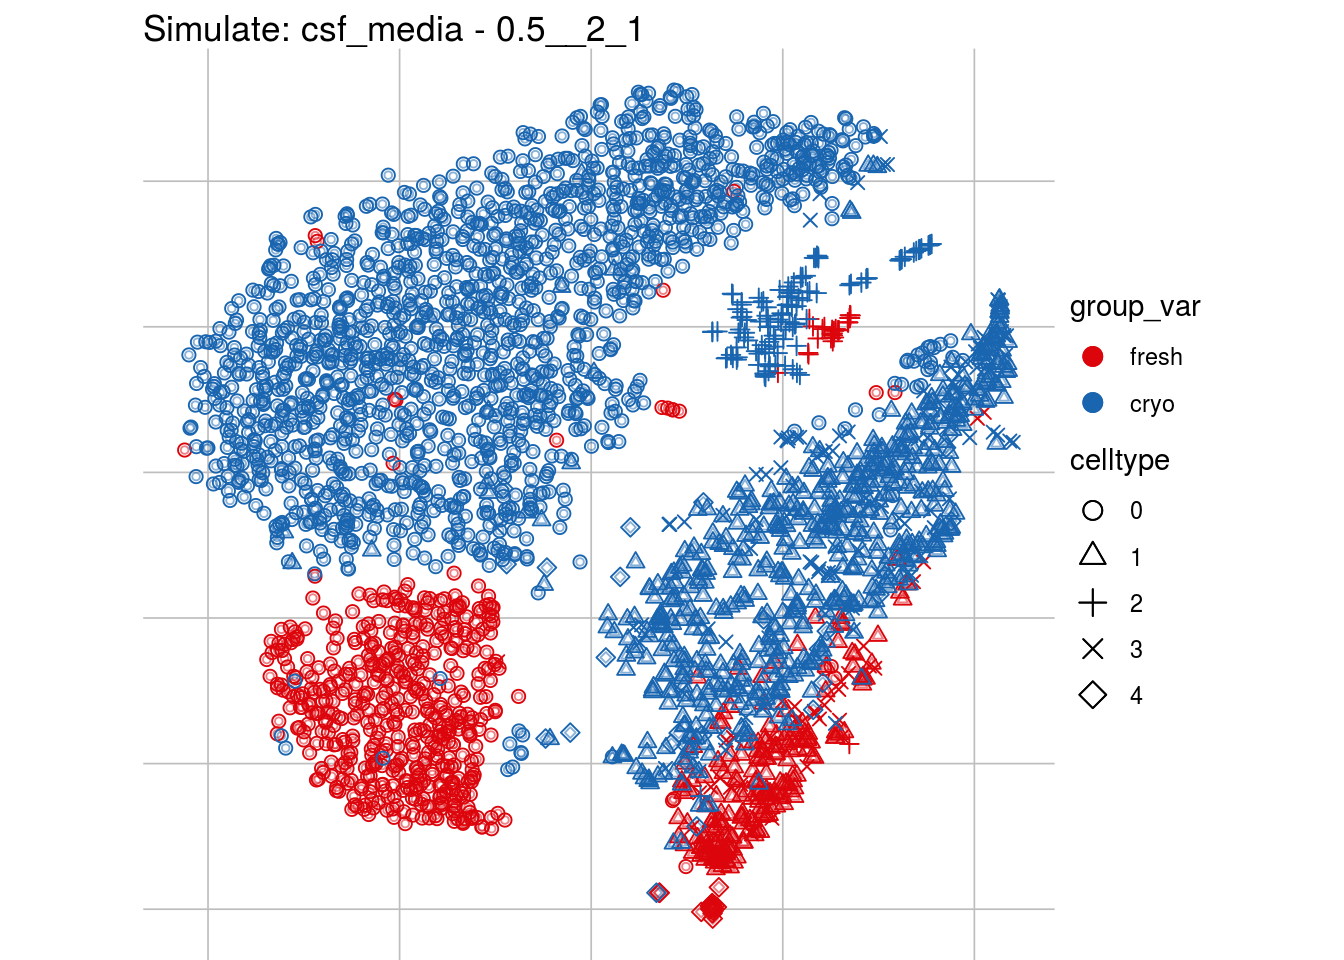 Simulate: csf_media - 0.5__2_1
group_var
fresh
cryo
celltype
0
1
2
3
4